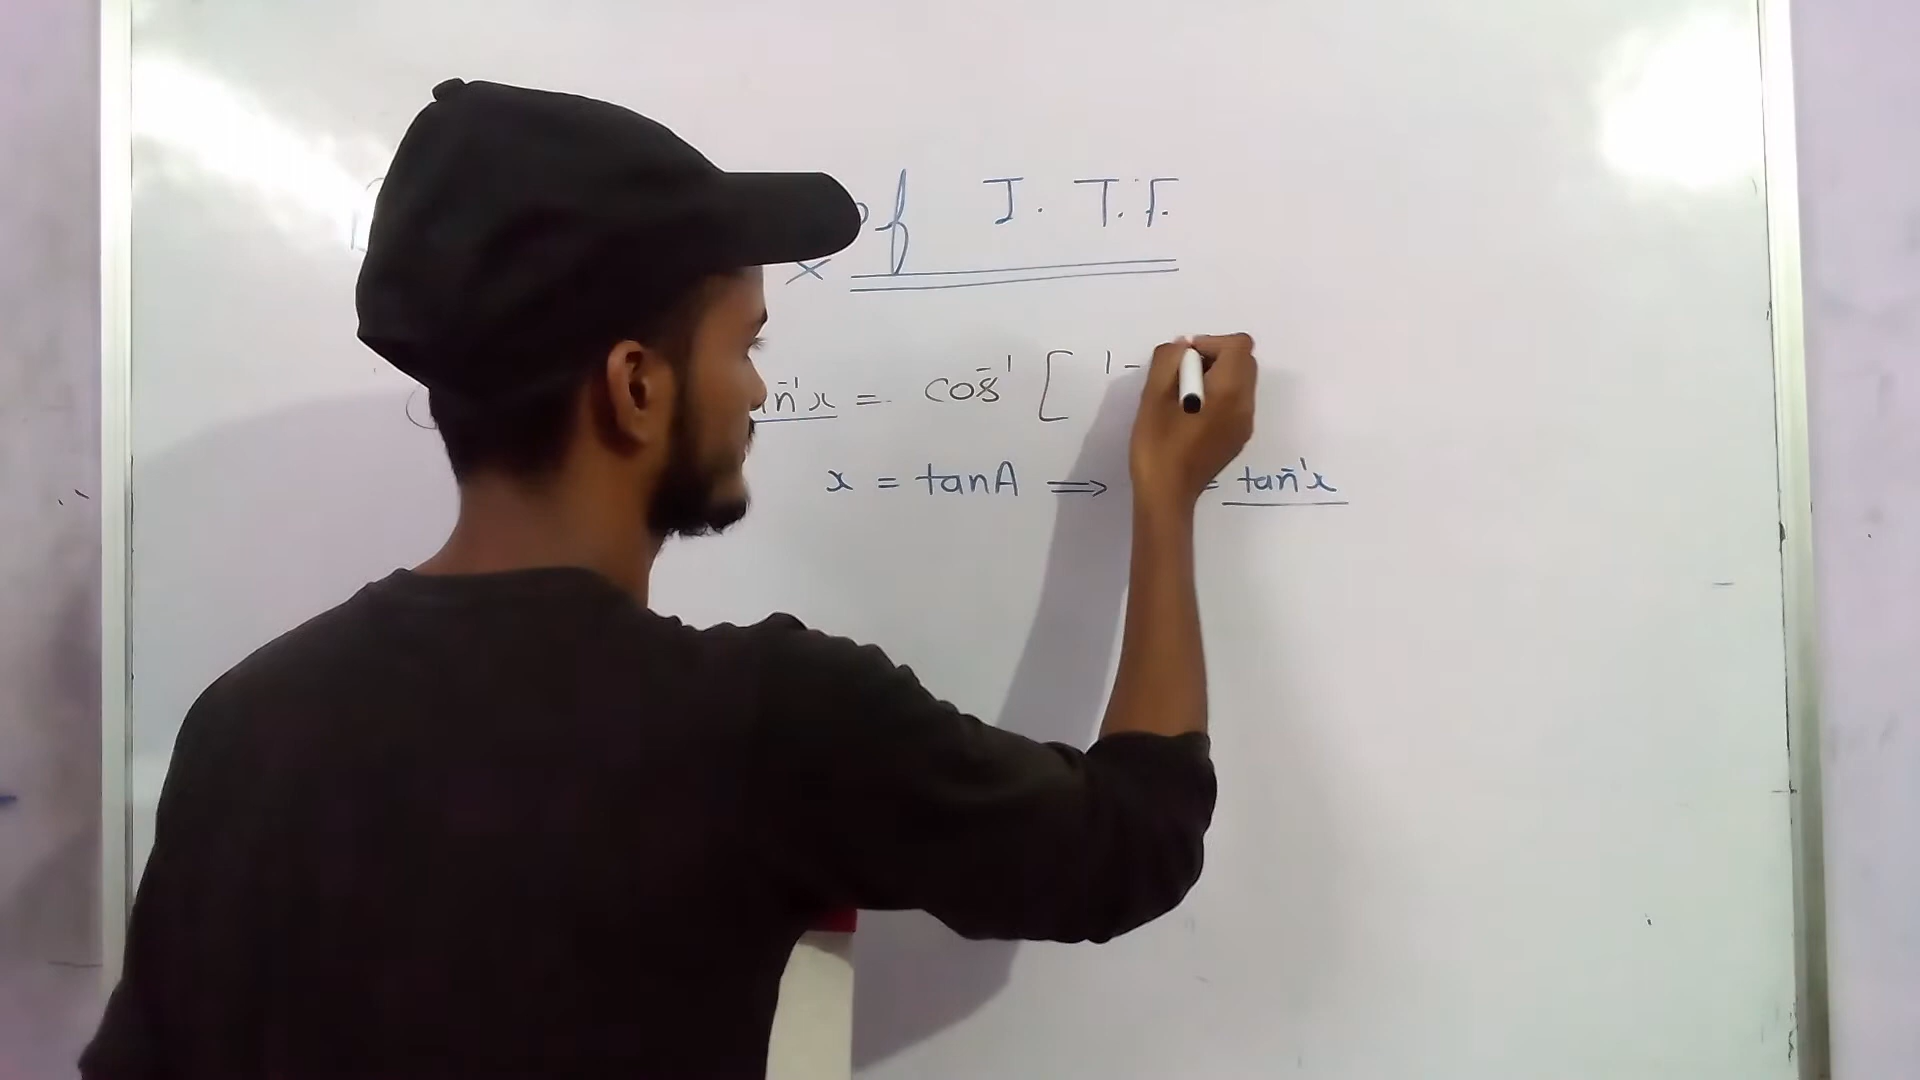 of I. T.F.
x
tan⁻¹x = cos⁻¹ [ 1-
x = tanA ⟹ = tan⁻¹x